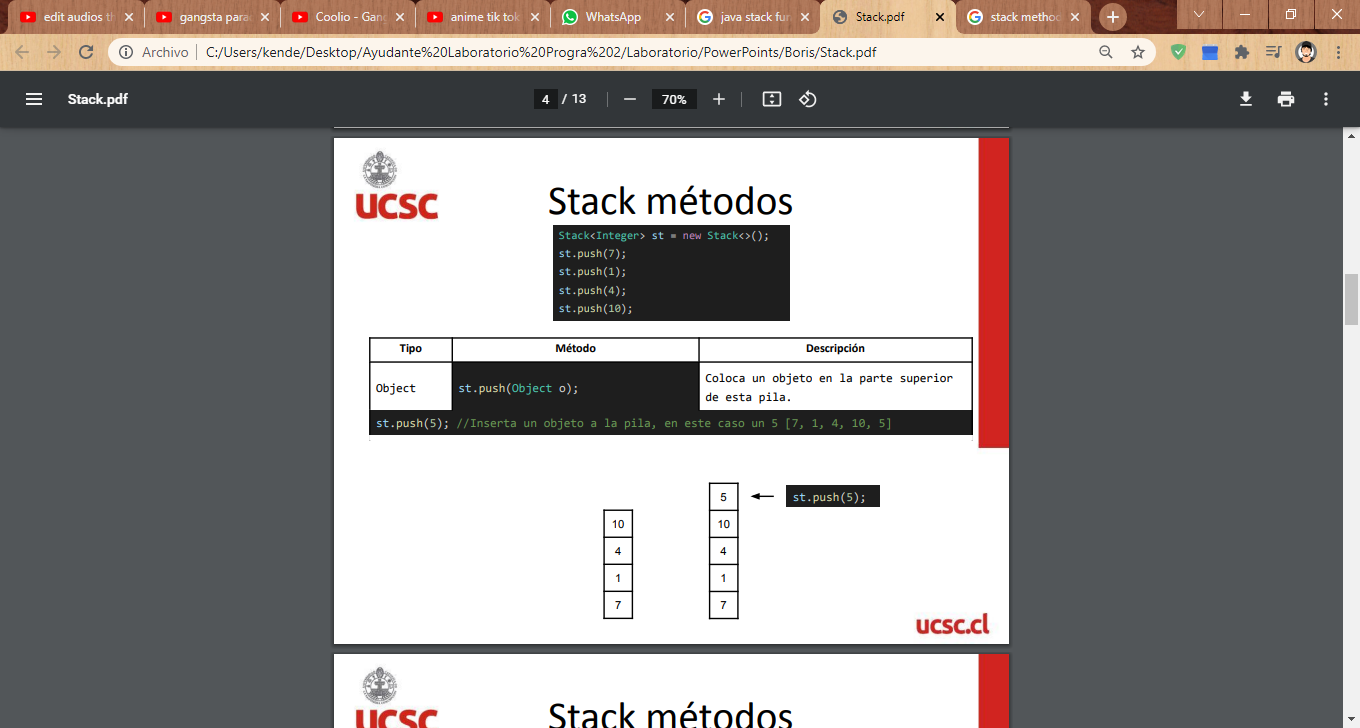 edit audios th
gangsta para
Coolio - Gan
anime tik tok
WhatsApp
java stack fun
Stack.pdf
stack method
Archivo
C:/Users/kende/Desktop/Ayudante%20Laboratorio%20Progra%202/Laboratorio/PowerPoints/Boris/Stack.pdf
Stack.pdf
4 / 13
70%
UCSC
Stack métodos
Stack<Integer> st = new Stack<>();
st.push(7);
st.push(1);
st.push(4);
st.push(10);
Tipo Método Descripción
Object st.push(Object o); Coloca un objeto en la parte superior
de esta pila.
st.push(5); //Inserta un objeto a la pila, en este caso un 5 [7, 1, 4, 10, 5]
5 st.push(5);
10 10
4 4
1 1
7 7
ucsc.cl
UCSC
Stack métodos